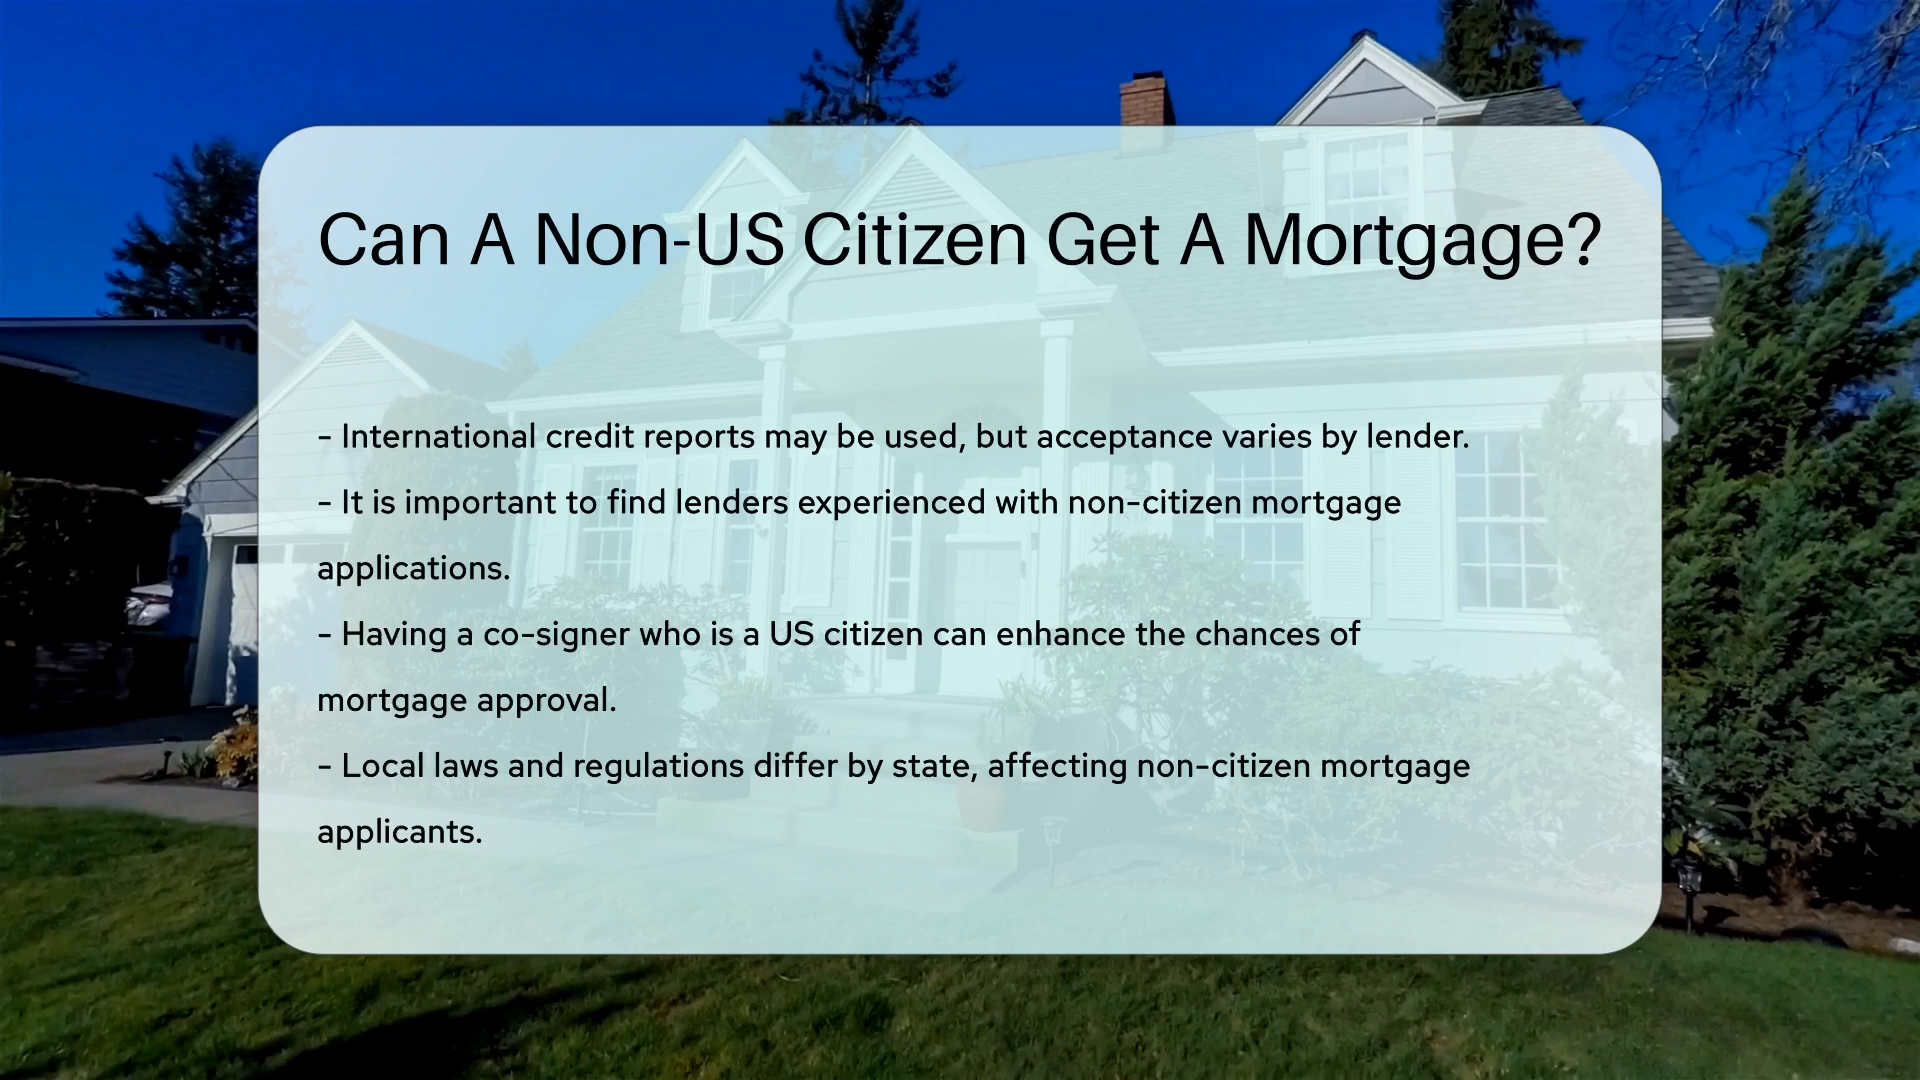 Can A Non-US Citizen Get A Mortgage?
- International credit reports may be used, but acceptance varies by lender.
- It is important to find lenders experienced with non-citizen mortgage
applications.
- Having a co-signer who is a US citizen can enhance the chances of
mortgage approval.
- Local laws and regulations differ by state, affecting non-citizen mortgage
applicants.